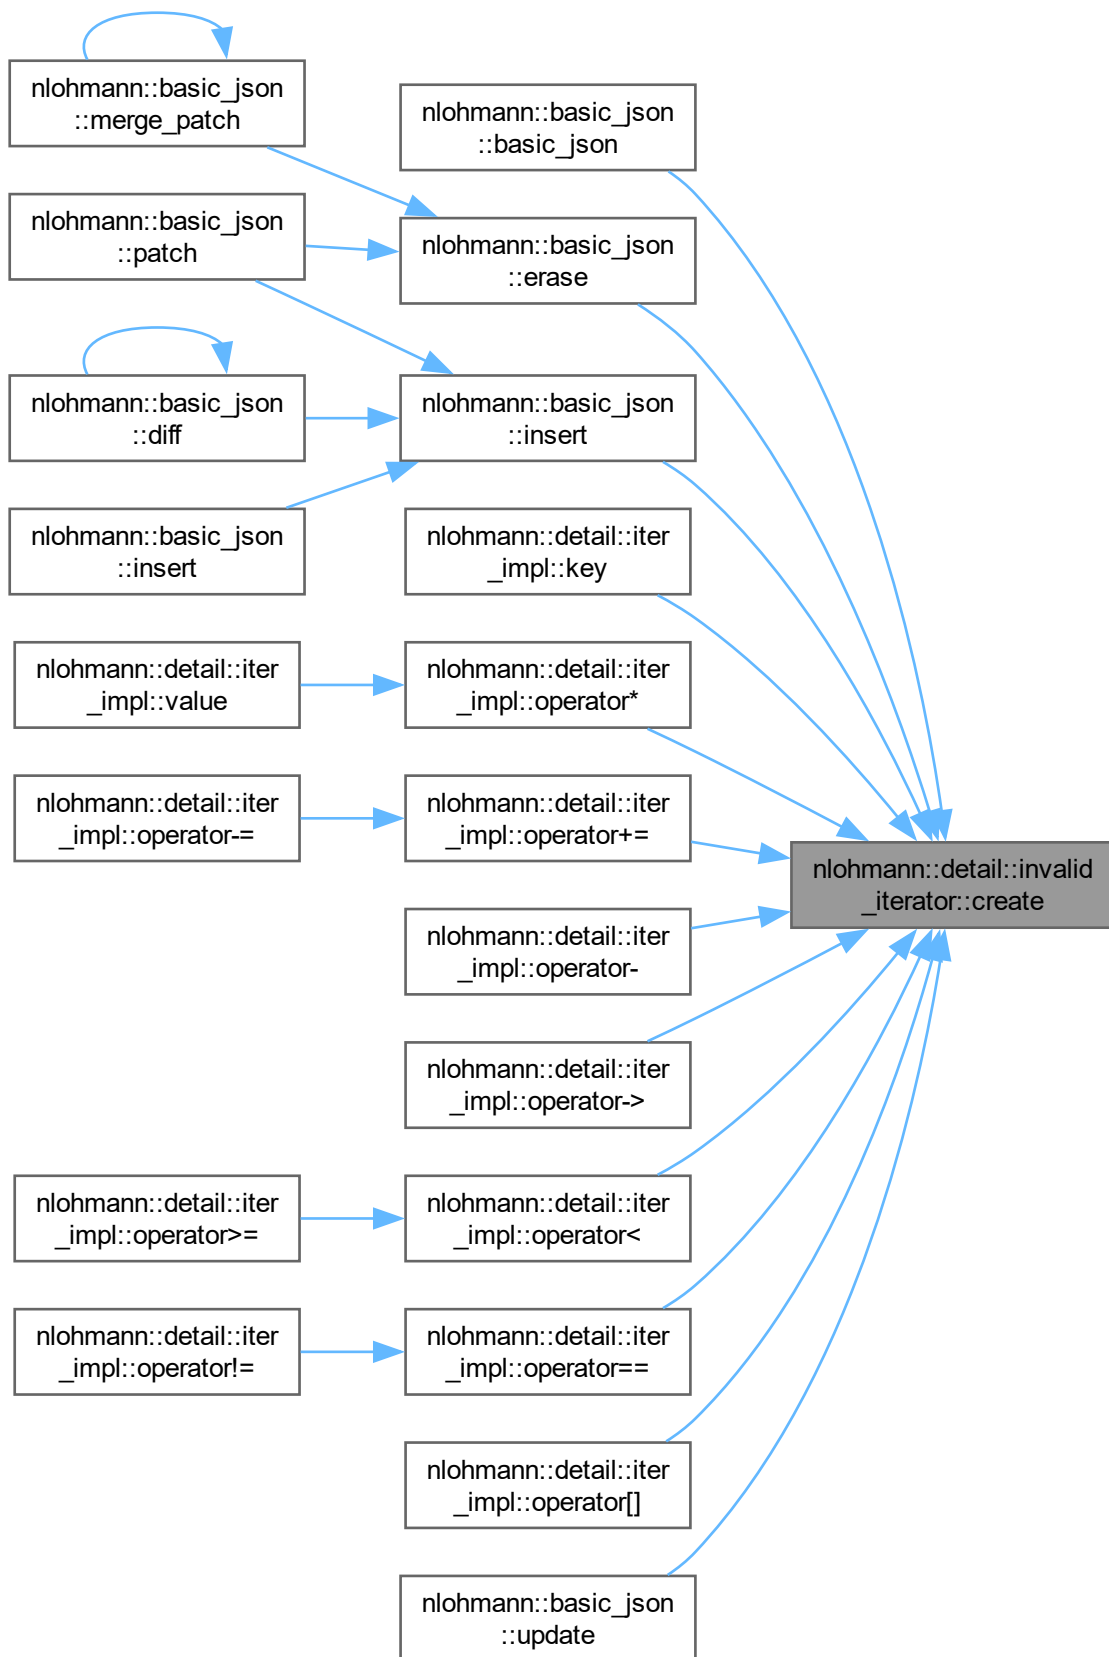 nlohmann::basic_json
::merge_patch
nlohmann::basic_json
::patch
nlohmann::basic_json
::diff
nlohmann::basic_json
::insert
nlohmann::detail::iter
_impl::value
nlohmann::detail::iter
_impl::operator-=
nlohmann::detail::iter
_impl::operator>=
nlohmann::detail::iter
_impl::operator!=
nlohmann::basic_json
::basic_json
nlohmann::basic_json
::erase
nlohmann::basic_json
::insert
nlohmann::detail::iter
_impl::key
nlohmann::detail::iter
_impl::operator*
nlohmann::detail::iter
_impl::operator+=
nlohmann::detail::iter
_impl::operator-
nlohmann::detail::iter
_impl::operator->
nlohmann::detail::iter
_impl::operator<
nlohmann::detail::iter
_impl::operator==
nlohmann::detail::iter
_impl::operator[]
nlohmann::basic_json
::update
nlohmann::detail::invalid
_iterator::create